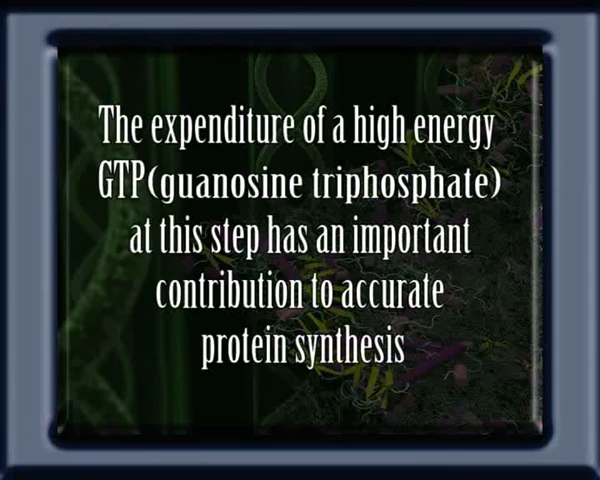 The expenditure of a high energy
GTP(guanosine triphosphate)
at this step has an important
contribution to accurate
protein synthesis